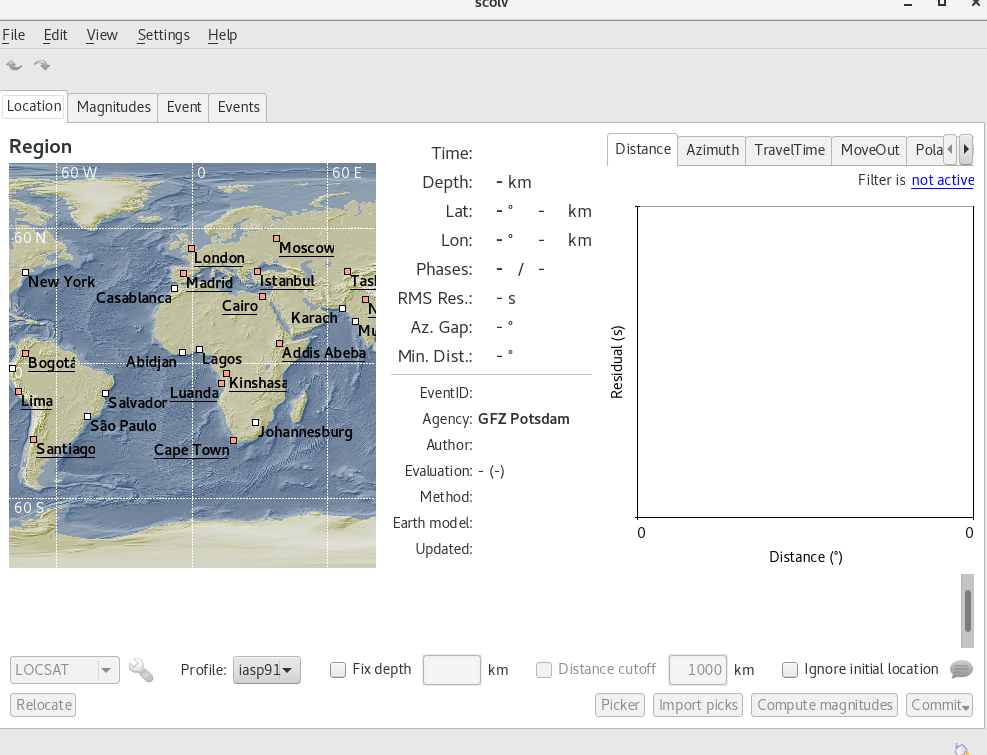 scolv
File Edit View Settings Help
Location Magnitudes Event Events
Region
60 W 0 60 E
60 N
Moscow
London
New York
Madrid
Istanbul
Tas
Casablanca
Cairo
Karach
Mu
Abidjan
Lagos
Addis Abeba
Bogotá
0
Kinshasa
Luanda
Lima
Salvador
São Paulo
Johannesburg
Santiago
Cape Town
60 S
Time:
Depth: - km
Lat: - ° - km
Lon: - ° - km
Phases: - / -
RMS Res.: - s
Az. Gap: - °
Min. Dist.: - °
EventID:
Agency: GFZ Potsdam
Author:
Evaluation: - (-)
Method:
Earth model:
Updated:
Distance Azimuth TravelTime MoveOut Pola
Filter is not active
Residual (s)
0 0
Distance (°)
LOCSAT Profile: iasp91 Fix depth km Distance cutoff 1000 km Ignore initial location
Relocate Picker Import picks Compute magnitudes Commit